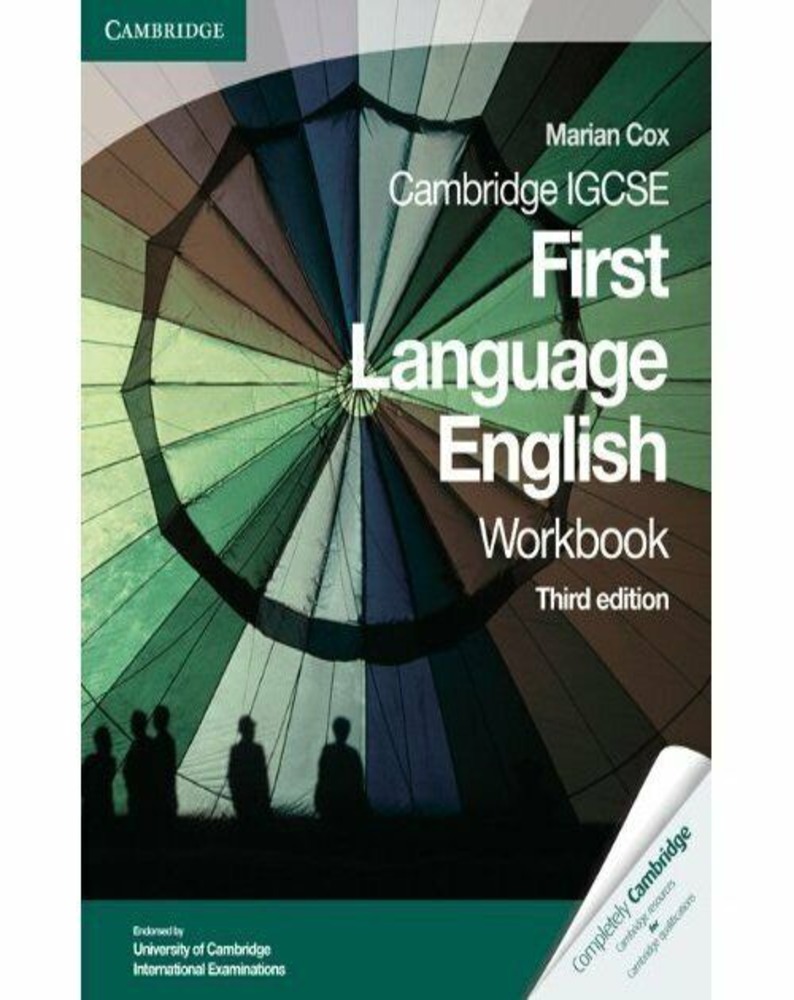 CAMBRIDGE
Marian Cox
Cambridge IGCSE
First
Language
English
Workbook
Third edition
Endorsed by
University of Cambridge
International Examinations
Completely Cambridge
Cambridge resources
for
Cambridge qualifications